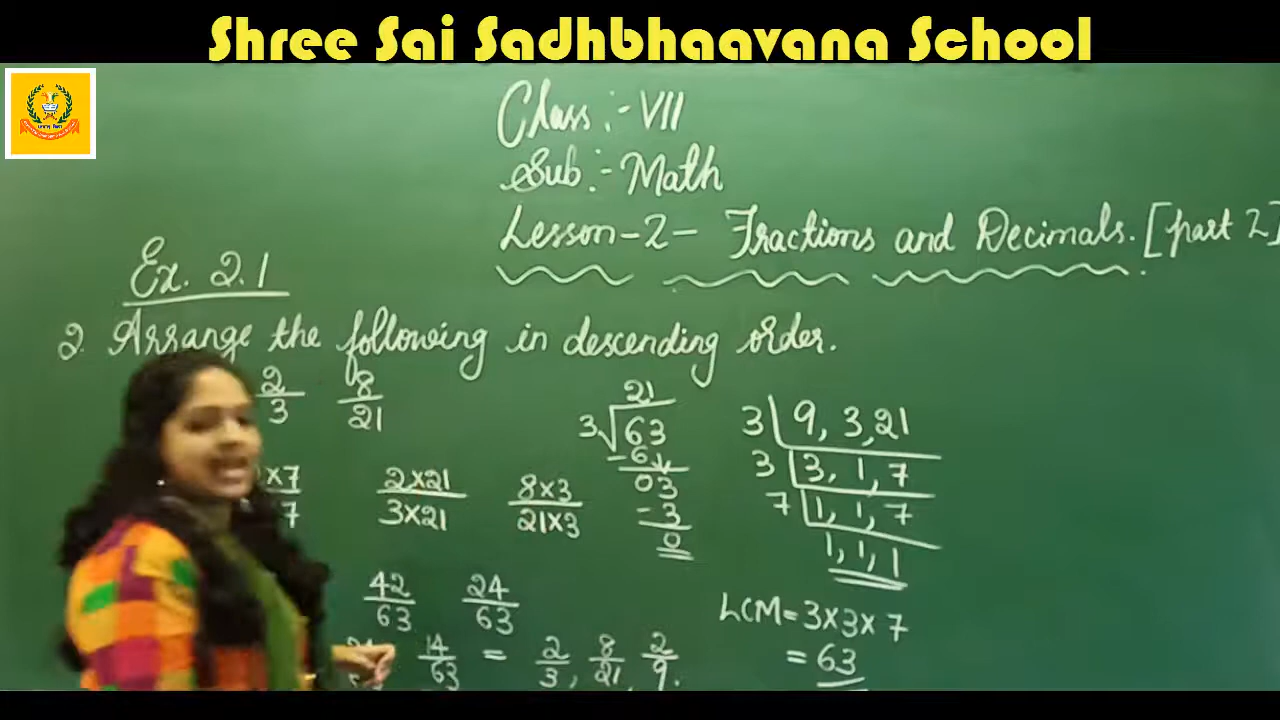 Shree Sai Sadhbhaavana School
Class :- VII
Sub :- Math
Lesson-2- Fractions and Decimals. [part 2]
Ex. 2.1
2. Arrange the following in descending order.
2/3 8/21
×7/7 2×21/3×21 8×3/21×3
42/63 24/63
14/63 = 2/3, 8/21, 2/9.
21
3√63
-6
03
-3
0
3 | 9, 3, 21
3 | 3, 1, 7
7 | 1, 1, 7
1, 1, 1
LCM = 3×3×7
= 63